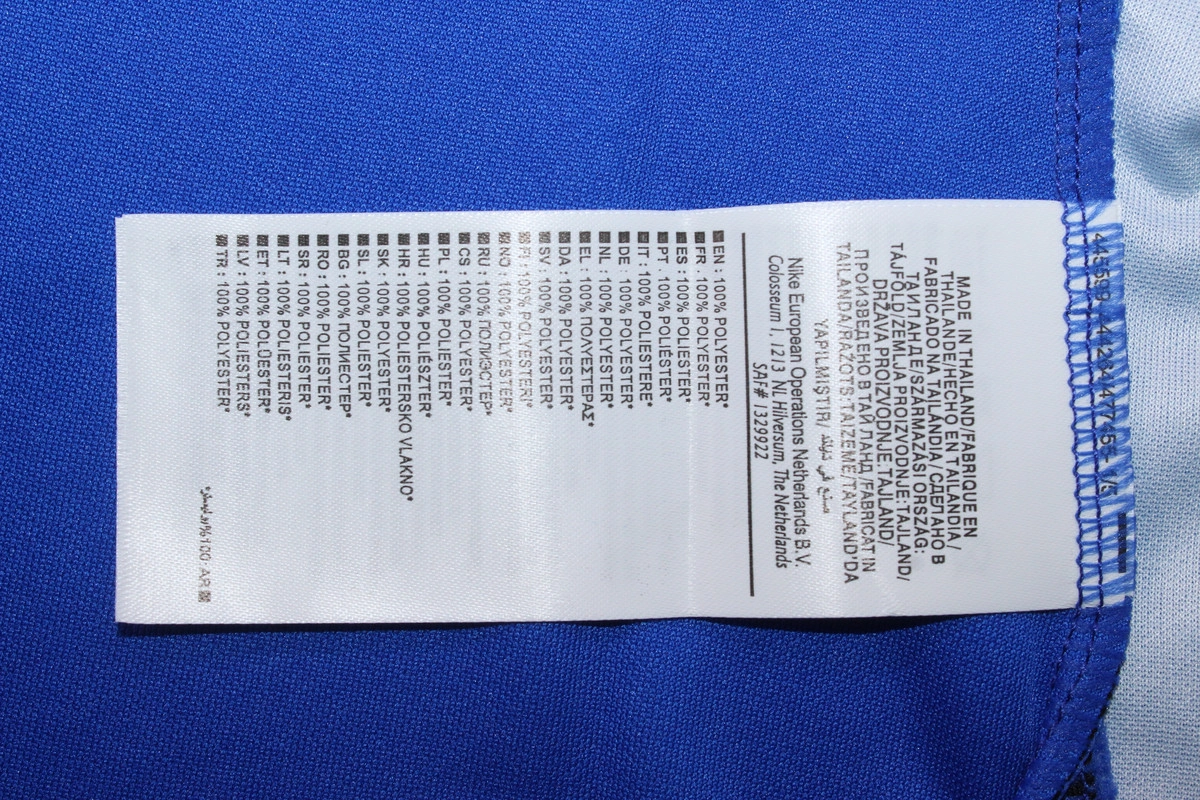 MADE IN THAILAND/FABRIQUE EN
THAILANDE/HECHO EN TAILANDIA/
FABRICADO NA TAILÂNDIA/СДЕЛАНО В
ТАИЛАНДЕ/SZÁRMAZÁSI ORSZÁG:
TÁJFÖLD/ZEMLJA PROIZVODNJE:TAJLAND/
DRŽAVA PROIZVODNJE:TAJLAND/
ПРОИЗВЕДЕНО В ТАЙ ЛАНД /FABRICAT IN
TAILANDA/RAŽOTS:TAIZEME/TAYLAND'DA
YAPILMIŞTIR/
Nike European Operations Netherlands B.V.
Colosseum 1, 1213 NL Hilversum, The Netherlands
SAF# 1329922
EN : 100% POLYESTER*
FR : 100% POLYESTER*
ES : 100% POLIÉSTER*
PT : 100% POLIÉSTER*
IT : 100% POLIESTERE*
DE : 100% POLYESTER*
NL : 100% POLYESTER*
EL : 100% ΠΟΛΥΕΣΤΕΡΑΣ*
DA : 100% POLYESTER*
SV : 100% POLYESTER*
FI : 100% POLYESTERI*
NO : 100% POLYESTER*
RU : 100% ПОЛИЭСТЕР*
CS : 100% POLYESTER*
PL : 100% POLIESTER*
HU : 100% POLIÉSZTER*
HR : 100% POLIESTERSKO VLAKNO*
SK : 100% POLYESTER*
SL : 100% POLIESTER*
BG : 100% ПОЛИЕСТЕР*
RO : 100% POLIESTER*
SR : 100% POLIESTER*
LT : 100% POLIESTERIS*
ET : 100% POLÜESTER*
LV : 100% POLIESTERS*
TR : 100% POLYESTER*
AR: 100%